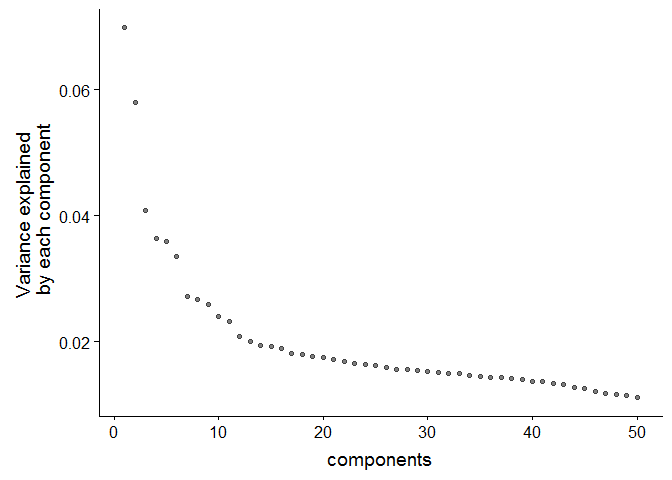 Variance explained
by each component
0.06
0.04
0.02
0 10 20 30 40 50
components